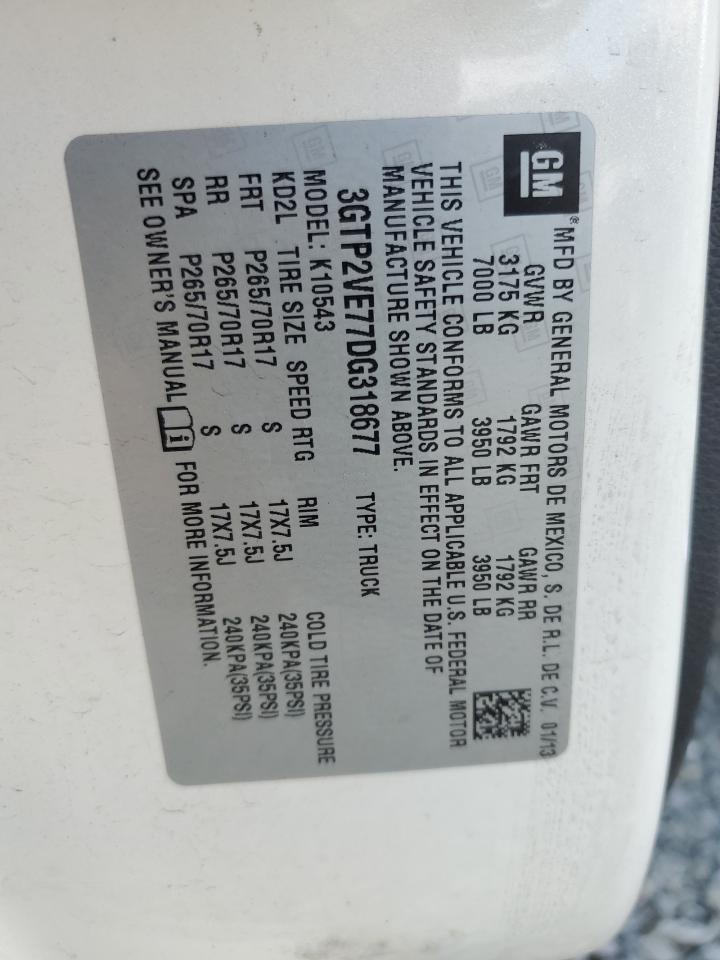 GM
®MFD BY GENERAL MOTORS DE MEXICO, S. DE R.L. DE C.V. 01/13
GVWR GAWR FRT GAWR RR
3175 KG 1792 KG 1792 KG
7000 LB 3950 LB 3950 LB
THIS VEHICLE CONFORMS TO ALL APPLICABLE U.S. FEDERAL MOTOR
VEHICLE SAFETY STANDARDS IN EFFECT ON THE DATE OF
MANUFACTURE SHOWN ABOVE.
3GTP2VE77DG318677 TYPE: TRUCK
MODEL: K10543
KD2L TIRE SIZE SPEED RTG RIM COLD TIRE PRESSURE
FRT P265/70R17 S 17X7.5J 240KPA(35PSI)
RR P265/70R17 S 17X7.5J 240KPA(35PSI)
SPA P265/70R17 S 17X7.5J 240KPA(35PSI)
SEE OWNER'S MANUAL i FOR MORE INFORMATION.